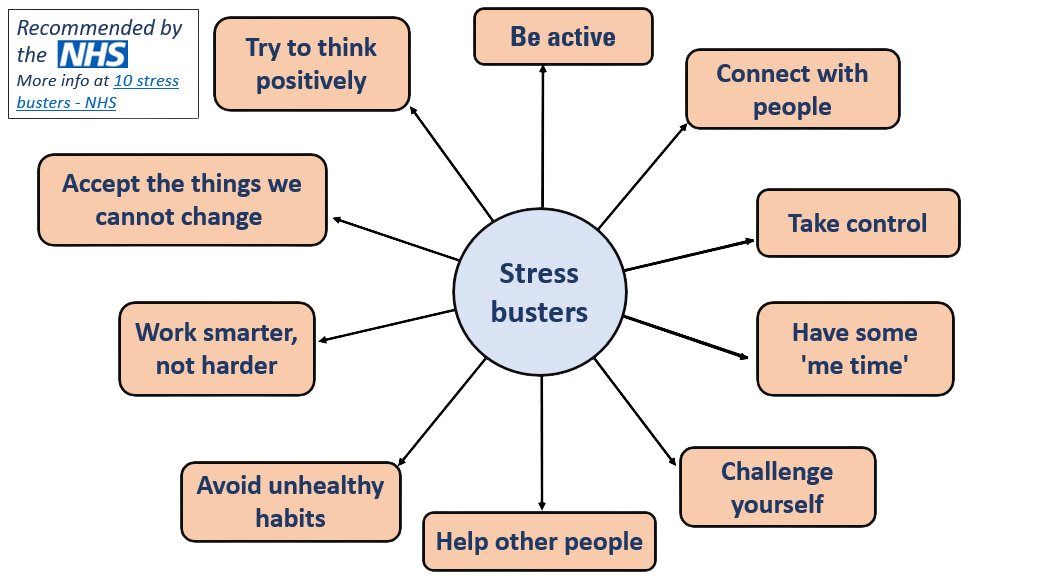 Recommended by
the NHS
More info at 10 stress
busters - NHS
Try to think
positively
Be active
Connect with
people
Accept the things we
cannot change
Take control
Stress
busters
Work smarter,
not harder
Have some
'me time'
Avoid unhealthy
habits
Challenge
yourself
Help other people